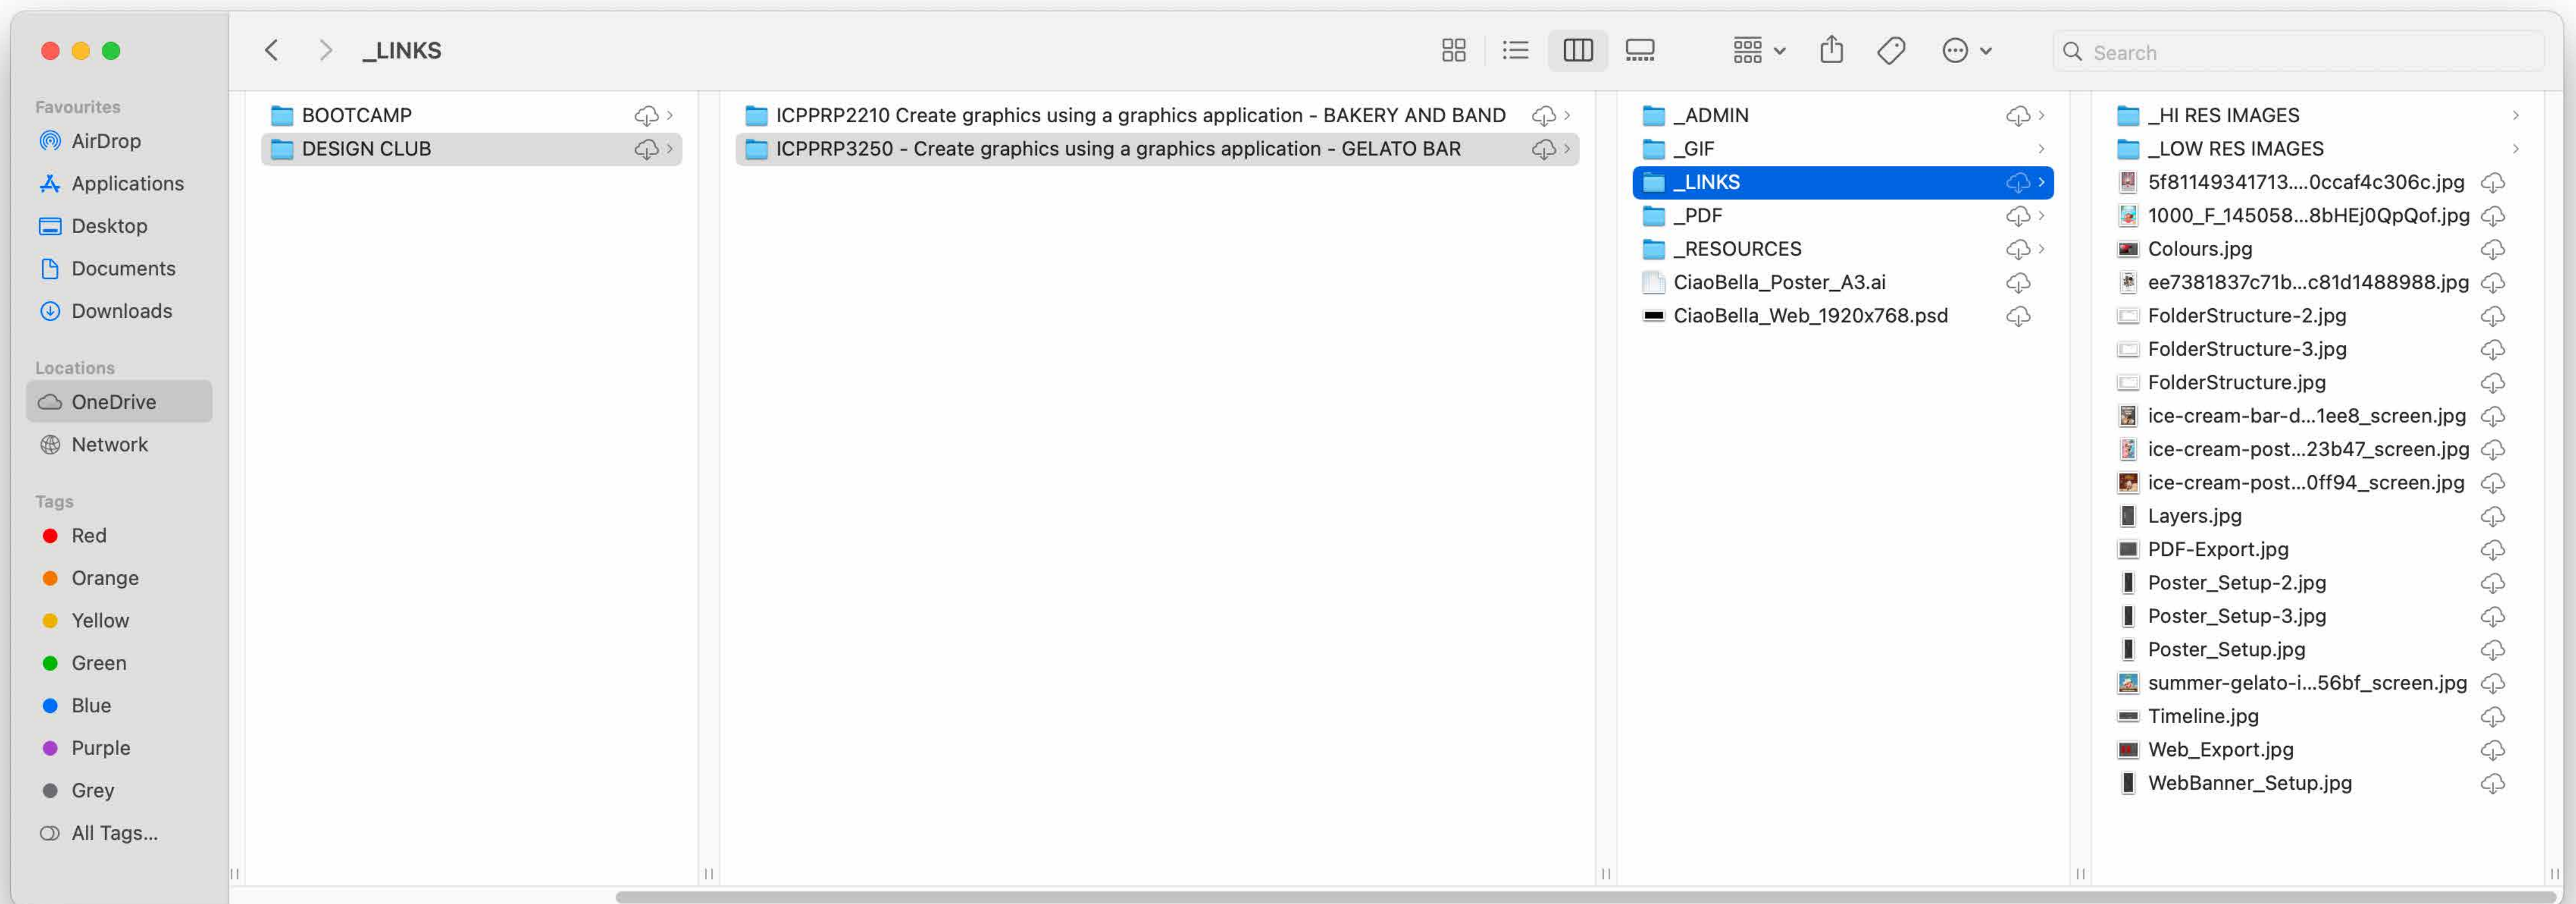 _LINKS
Search
Favourites
AirDrop
Applications
Desktop
Documents
Downloads
Locations
OneDrive
Network
Tags
Red
Orange
Yellow
Green
Blue
Purple
Grey
All Tags...
BOOTCAMP
DESIGN CLUB
ICPPRP2210 Create graphics using a graphics application - BAKERY AND BAND
ICPPRP3250 - Create graphics using a graphics application - GELATO BAR
_ADMIN
_GIF
_LINKS
_PDF
_RESOURCES
CiaoBella_Poster_A3.ai
CiaoBella_Web_1920x768.psd
_HI RES IMAGES
_LOW RES IMAGES
5f81149341713....0ccaf4c306c.jpg
1000_F_145058...8bHEj0QpQof.jpg
Colours.jpg
ee7381837c71b...c81d1488988.jpg
FolderStructure-2.jpg
FolderStructure-3.jpg
FolderStructure.jpg
ice-cream-bar-d...1ee8_screen.jpg
ice-cream-post...23b47_screen.jpg
ice-cream-post...0ff94_screen.jpg
Layers.jpg
PDF-Export.jpg
Poster_Setup-2.jpg
Poster_Setup-3.jpg
Poster_Setup.jpg
summer-gelato-i...56bf_screen.jpg
Timeline.jpg
Web_Export.jpg
WebBanner_Setup.jpg